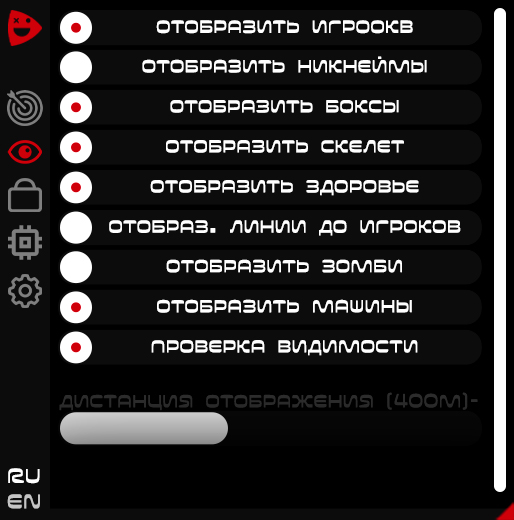 ОТОБРАЗИТЬ ИГРООКВ
ОТОБРАЗИТЬ НИКНЕЙМЫ
ОТОБРАЗИТЬ БОКСЫ
ОТОБРАЗИТЬ СКЕЛЕТ
ОТОБРАЗИТЬ ЗДОРОВЬЕ
ОТОБРАЗ. ЛИНИИ ДО ИГРОКОВ
ОТОБРАЗИТЬ ЗОМБИ
ОТОБРАЗИТЬ МАШИНЫ
ПРОВЕРКА ВИДИМОСТИ
ДИСТАНЦИЯ ОТОБРАЖЕНИЯ (400М)-
RU
EN